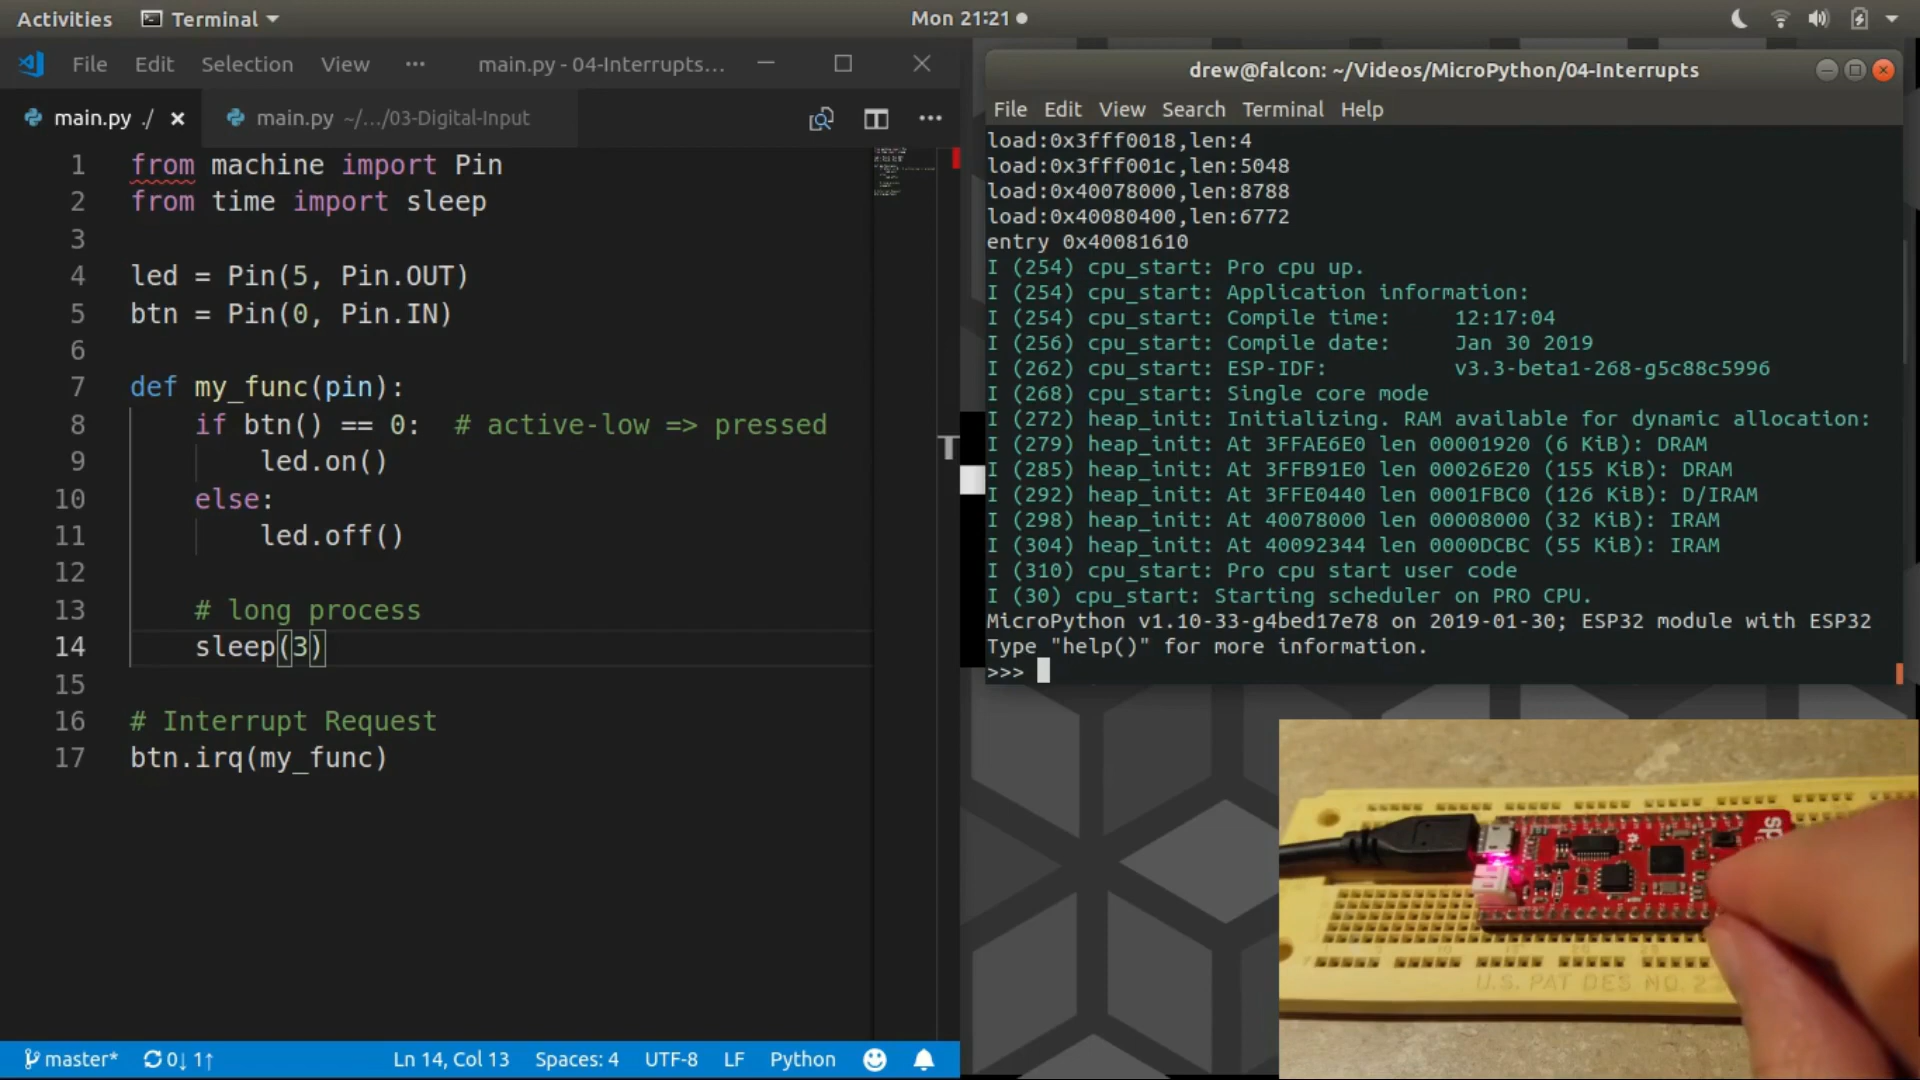 Activities
Terminal
Mon 21:21
File Edit Selection View ··· main.py - 04-Interrupts…
main.py ./
main.py ~/…/03-Digital-Input
1 from machine import Pin
2 from time import sleep
3
4 led = Pin(5, Pin.OUT)
5 btn = Pin(0, Pin.IN)
6
7 def my_func(pin):
8 if btn() == 0: # active-low => pressed
9 led.on()
10 else:
11 led.off()
12
13 # long process
14 sleep(3)
15
16 # Interrupt Request
17 btn.irq(my_func)
master* 0↓ 1↑ Ln 14, Col 13 Spaces: 4 UTF-8 LF Python
T
drew@falcon: ~/Videos/MicroPython/04-Interrupts
File Edit View Search Terminal Help
load:0x3fff0018,len:4
load:0x3fff001c,len:5048
load:0x40078000,len:8788
load:0x40080400,len:6772
entry 0x40081610
I (254) cpu_start: Pro cpu up.
I (254) cpu_start: Application information:
I (254) cpu_start: Compile time: 12:17:04
I (256) cpu_start: Compile date: Jan 30 2019
I (262) cpu_start: ESP-IDF: v3.3-beta1-268-g5c88c5996
I (268) cpu_start: Single core mode
I (272) heap_init: Initializing. RAM available for dynamic allocation:
I (279) heap_init: At 3FFAE6E0 len 00001920 (6 KiB): DRAM
I (285) heap_init: At 3FFB91E0 len 00026E20 (155 KiB): DRAM
I (292) heap_init: At 3FFE0440 len 0001FBC0 (126 KiB): D/IRAM
I (298) heap_init: At 40078000 len 00008000 (32 KiB): IRAM
I (304) heap_init: At 40092344 len 0000DCBC (55 KiB): IRAM
I (310) cpu_start: Pro cpu start user code
I (30) cpu_start: Starting scheduler on PRO CPU.
MicroPython v1.10-33-g4bed17e78 on 2019-01-30; ESP32 module with ESP32
Type "help()" for more information.
>>>
sp
U.S. PAT DES NO. 2